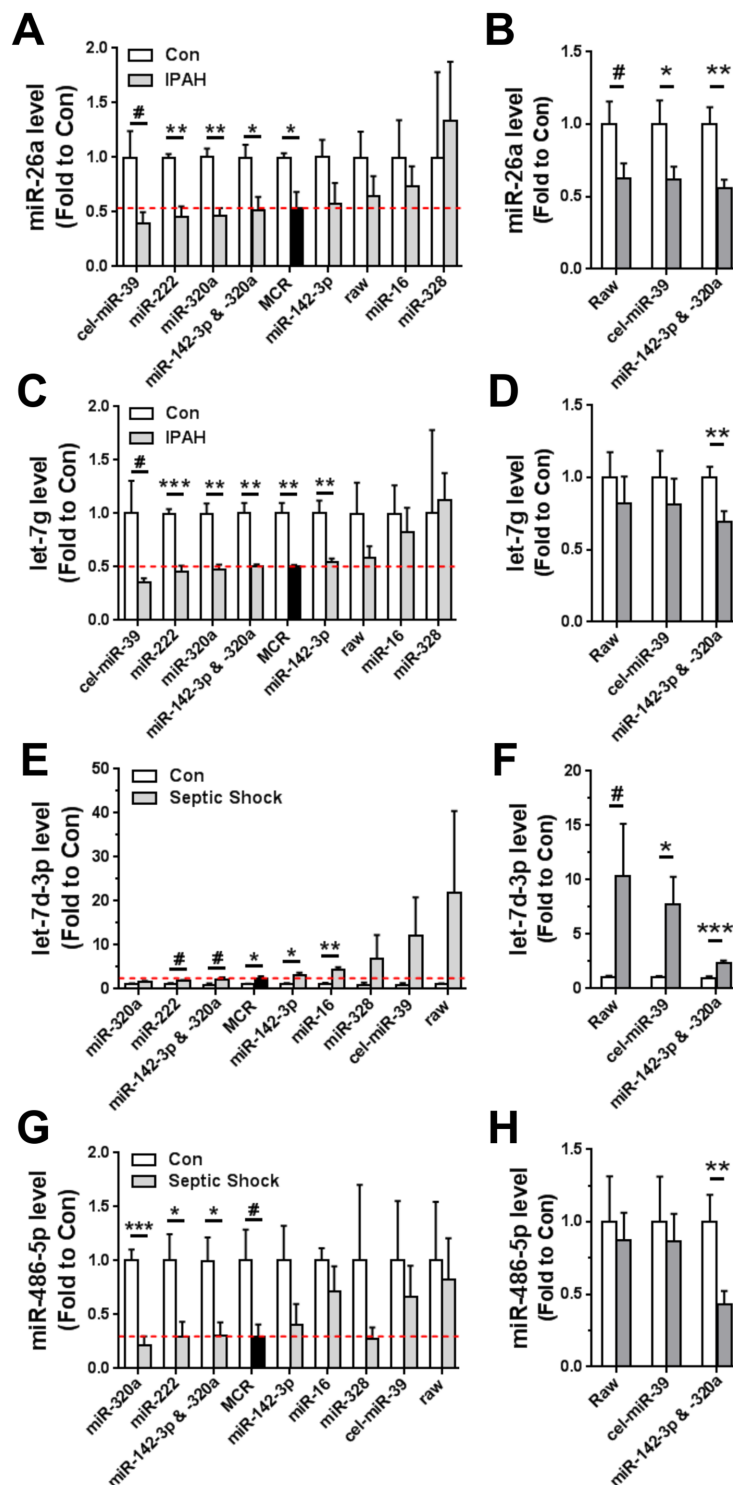 A
miR-26a level
(Fold to Con)
2.0
1.5
1.0
0.5
0.0
Con
IPAH
#
**
**
*
*
cel-miR-39
miR-222
miR-320a
miR-142-3p & -320a
MCR
miR-142-3p
raw
miR-16
miR-328
B
miR-26a level
(Fold to Con)
1.5
1.0
0.5
0.0
#
*
**
Raw
cel-miR-39
miR-142-3p & -320a
C
let-7g level
(Fold to Con)
2.0
1.5
1.0
0.5
0.0
Con
IPAH
#
***
**
**
**
**
cel-miR-39
miR-222
miR-320a
miR-142-3p & -320a
MCR
miR-142-3p
raw
miR-16
miR-328
D
let-7g level
(Fold to Con)
1.5
1.0
0.5
0.0
**
Raw
cel-miR-39
miR-142-3p & -320a
E
let-7d-3p level
(Fold to Con)
50
40
30
20
10
0
Con
Septic Shock
#
#
*
*
**
miR-320a
miR-222
miR-142-3p & -320a
MCR
miR-142-3p
miR-16
miR-328
cel-miR-39
raw
F
let-7d-3p level
(Fold to Con)
20
15
10
5
0
#
*
***
Raw
cel-miR-39
miR-142-3p & -320a
G
miR-486-5p level
(Fold to Con)
2.0
1.5
1.0
0.5
0.0
Con
Septic Shock
***
*
*
#
miR-320a
miR-222
miR-142-3p & -320a
MCR
miR-142-3p
miR-16
miR-328
cel-miR-39
raw
H
miR-486-5p level
(Fold to Con)
1.5
1.0
0.5
0.0
**
Raw
cel-miR-39
miR-142-3p & -320a